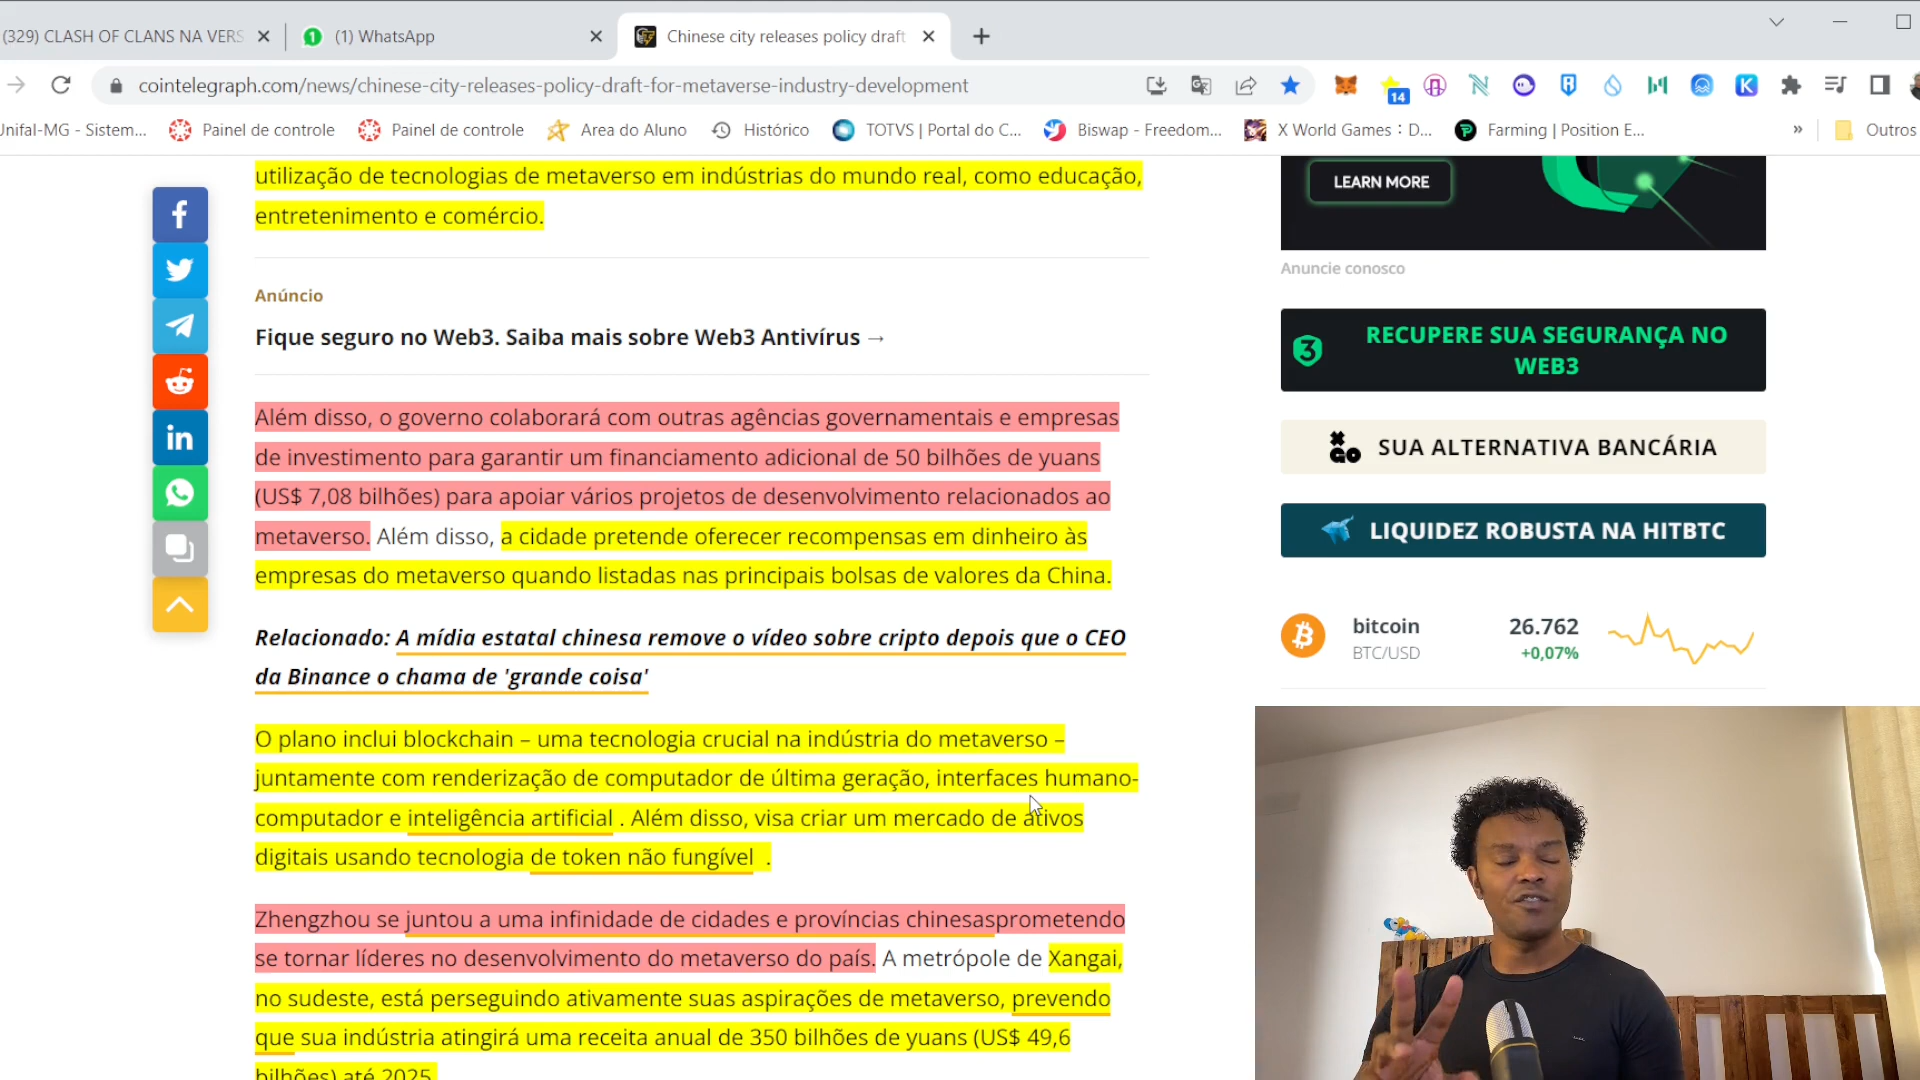 (329) CLASH OF CLANS NA VERS
(1) WhatsApp
Chinese city releases policy draft
cointelegraph.com/news/chinese-city-releases-policy-draft-for-metaverse-industry-development
14
Unifal-MG - Sistem...
Painel de controle
Painel de controle
Area do Aluno
Histórico
TOTVS | Portal do C...
Biswap - Freedom...
X World Games : D...
Farming | Position E...
»
Outros
utilização de tecnologias de metaverso em indústrias do mundo real, como educação,
entretenimento e comércio.
Anúncio
Fique seguro no Web3. Saiba mais sobre Web3 Antivírus →
Além disso, o governo colaborará com outras agências governamentais e empresas
de investimento para garantir um financiamento adicional de 50 bilhões de yuans
(US$ 7,08 bilhões) para apoiar vários projetos de desenvolvimento relacionados ao
metaverso. Além disso, a cidade pretende oferecer recompensas em dinheiro às
empresas do metaverso quando listadas nas principais bolsas de valores da China.
Relacionado: A mídia estatal chinesa remove o vídeo sobre cripto depois que o CEO
da Binance o chama de 'grande coisa'
O plano inclui blockchain – uma tecnologia crucial na indústria do metaverso –
juntamente com renderização de computador de última geração, interfaces humano-
computador e inteligência artificial . Além disso, visa criar um mercado de ativos
digitais usando tecnologia de token não fungível .
Zhengzhou se juntou a uma infinidade de cidades e províncias chinesasprometendo
se tornar líderes no desenvolvimento do metaverso do país. A metrópole de Xangai,
no sudeste, está perseguindo ativamente suas aspirações de metaverso, prevendo
que sua indústria atingirá uma receita anual de 350 bilhões de yuans (US$ 49,6
bilhões) até 2025.
LEARN MORE
Anuncie conosco
3
RECUPERE SUA SEGURANÇA NO
WEB3
SUA ALTERNATIVA BANCÁRIA
LIQUIDEZ ROBUSTA NA HITBTC
bitcoin
BTC/USD
26.762
+0,07%